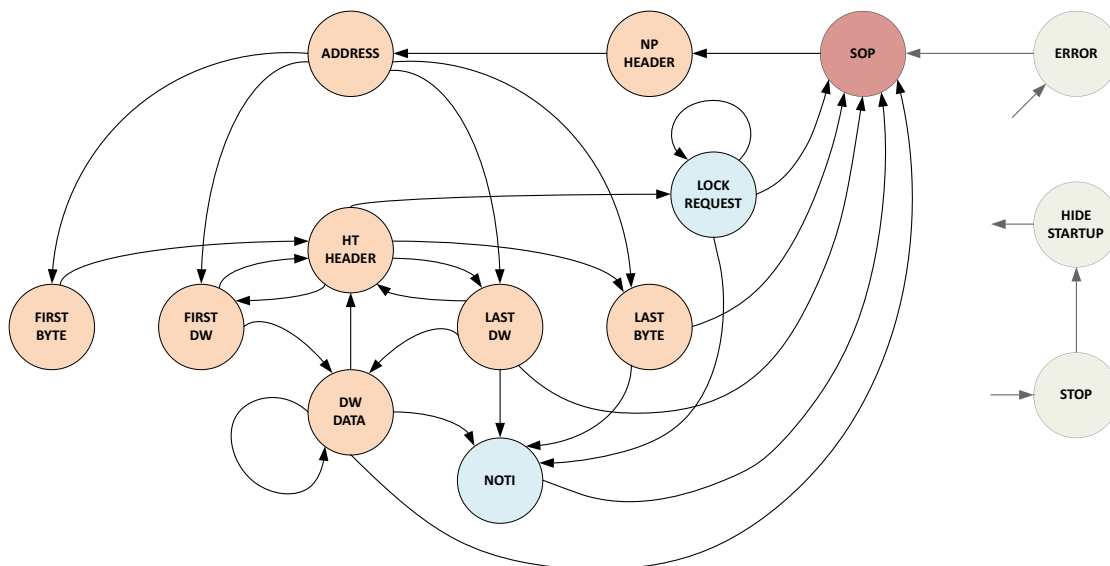 ADDRESS
NP
HEADER
SOP
ERROR
LOCK
REQUEST
HT
HEADER
HIDE
STARTUP
FIRST
BYTE
FIRST
DW
LAST
DW
LAST
BYTE
DW
DATA
STOP
NOTI